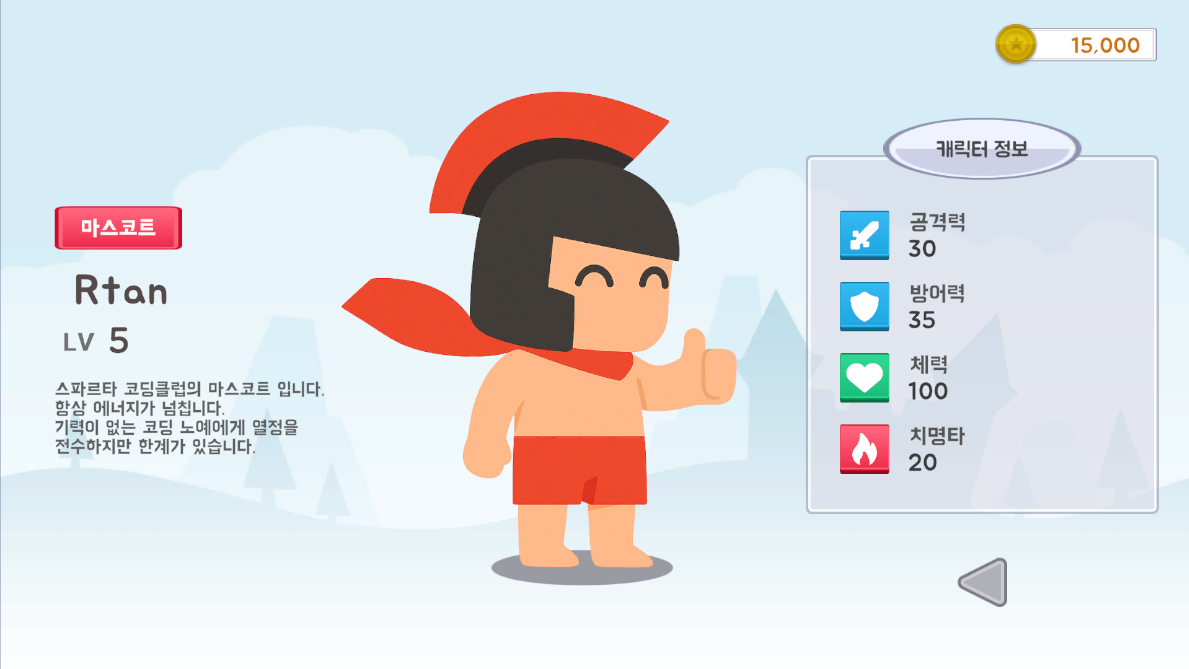 15,000
캐릭터 정보
마스코트
Rtan
LV 5
스파르타 코딩클럽의 마스코트 입니다.
항상 에너지가 넘칩니다.
기력이 없는 코딩 노예에게 열정을
전수하지만 한계가 있습니다.
공격력
30
방어력
35
체력
100
치명타
20